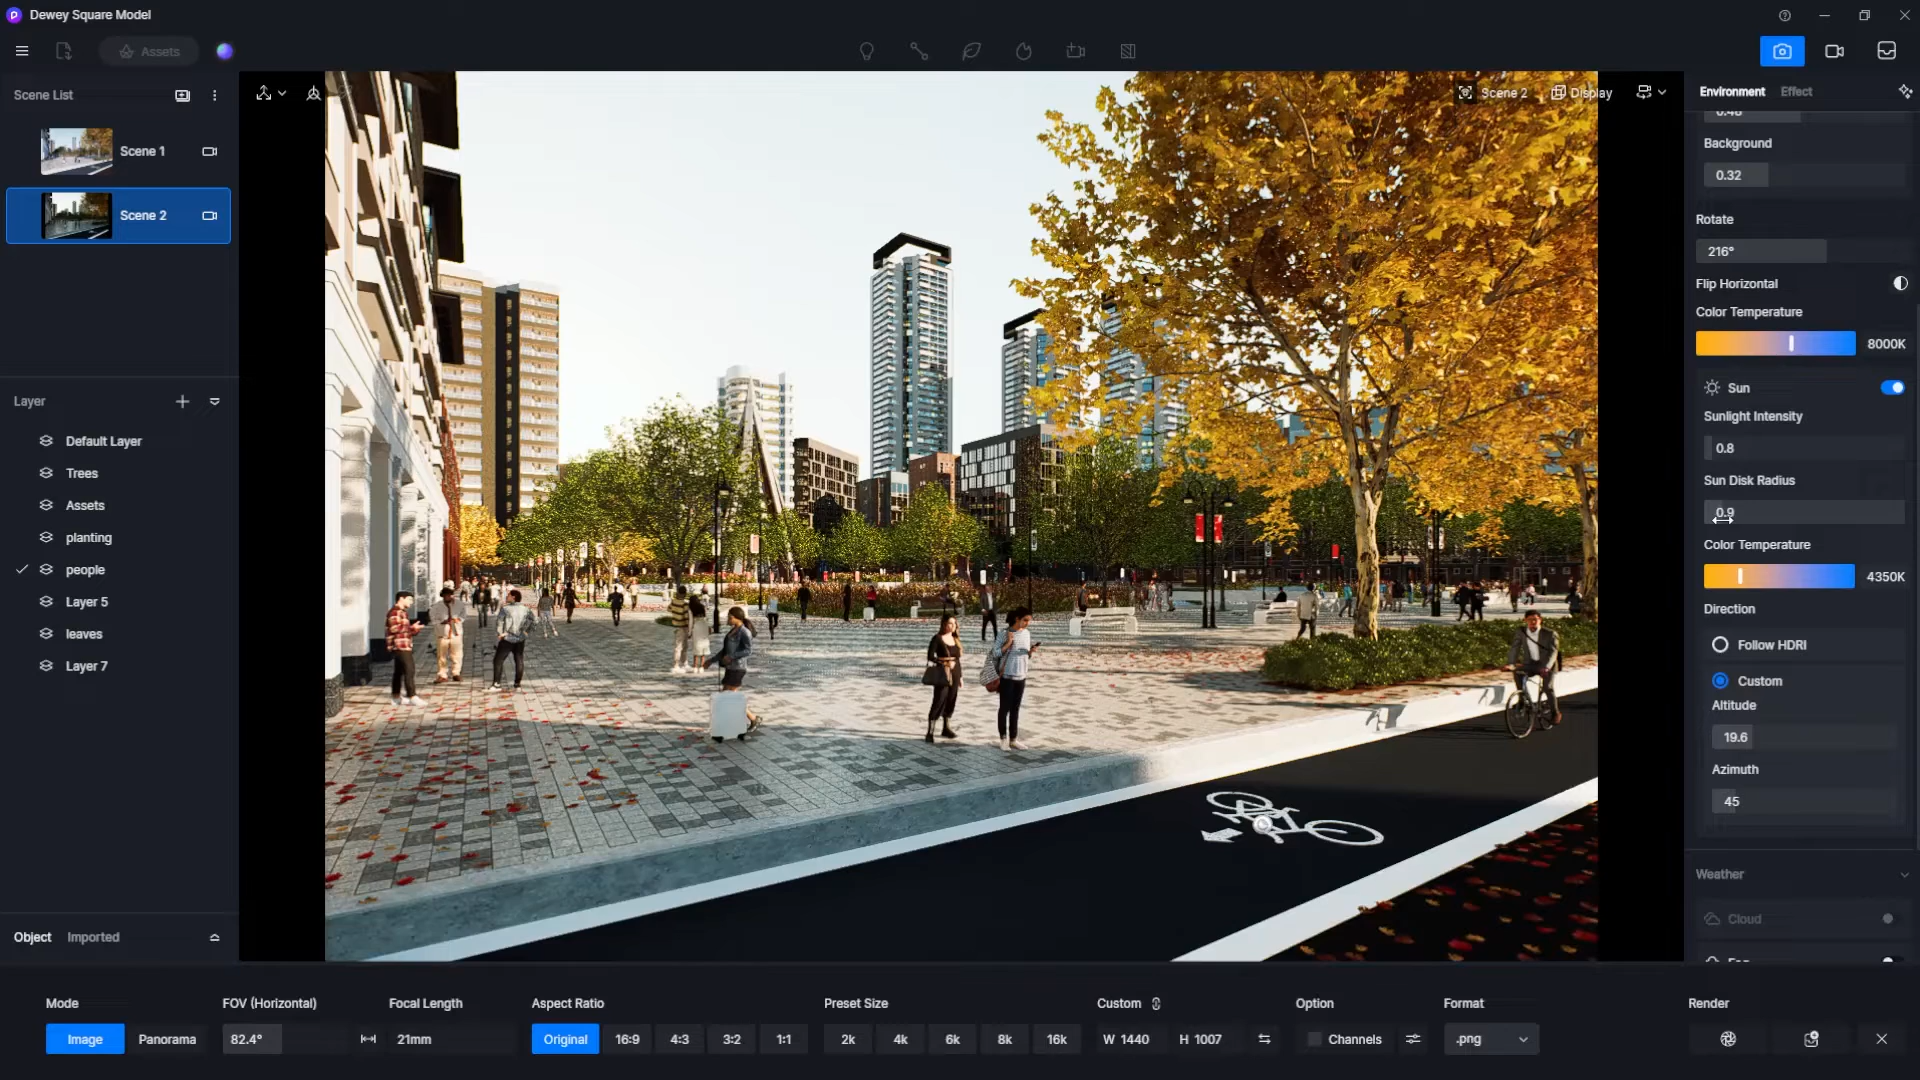 Dewey Square Model
Assets
Scene List
Scene 1
Scene 2
Layer
Default Layer
Trees
Assets
planting
people
Layer 5
leaves
Layer 7
Object
Imported
Scene 2
Display
Environment
Effect
0.48
Background
0.32
Rotate
216°
Flip Horizontal
Color Temperature
8000K
Sun
Sunlight Intensity
0.8
Sun Disk Radius
0.9
Color Temperature
4350K
Direction
Follow HDRI
Custom
Altitude
19.6
Azimuth
45
Weather
Cloud
Fog
Mode
Image
Panorama
FOV (Horizontal)
82.4°
Focal Length
21mm
Aspect Ratio
Original
16:9
4:3
3:2
1:1
Preset Size
2k
4k
6k
8k
16k
Custom
W 1440
H 1007
Option
Channels
Format
.png
Render